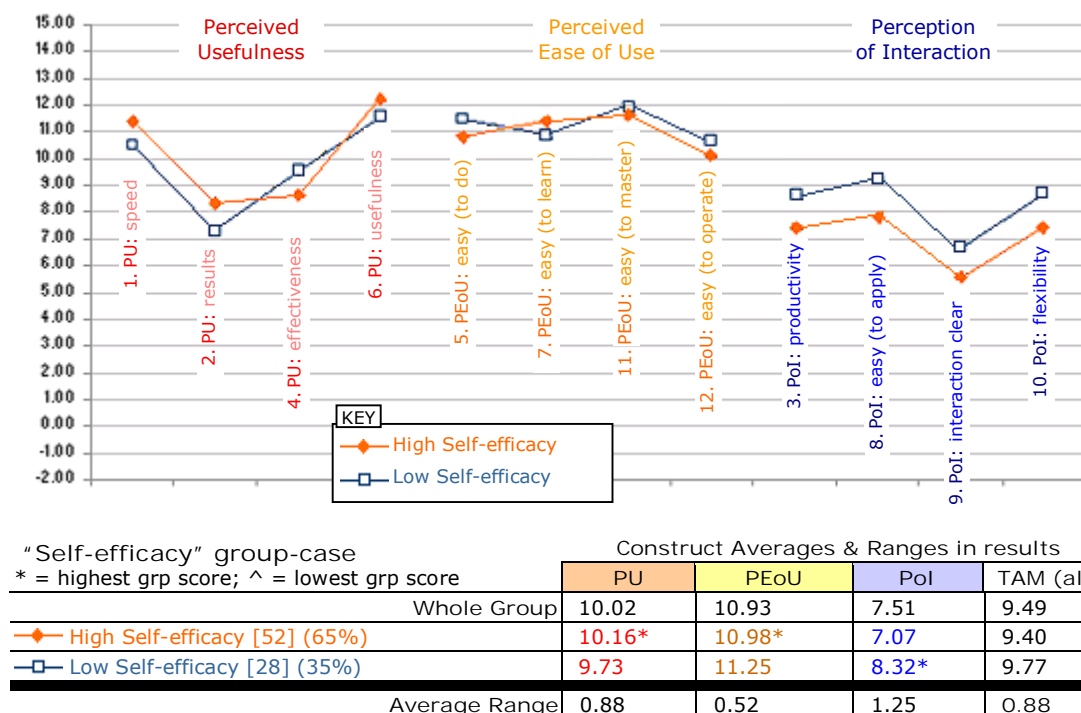 Perceived
Usefulness
Perceived
Ease of Use
Perception
of Interaction
15.00
14.00
13.00
12.00
11.00
10.00
9.00
8.00
7.00
6.00
5.00
4.00
3.00
2.00
1.00
0.00
-1.00
-2.00
1. PU: speed
2. PU: results
4. PU: effectiveness
6. PU: usefulness
5. PEoU: easy (to do)
7. PEoU: easy (to learn)
11. PEoU: easy (to master)
12. PEoU: easy (to operate)
3. PoI: productivity
8. PoI: easy (to apply)
9. PoI: interaction clear
10. PoI: flexibility
KEY
High Self-efficacy
Low Self-efficacy
"Self-efficacy" group-case Construct Averages & Ranges in results
* = highest grp score; ^ = lowest grp score PU PEoU PoI TAM (al
Whole Group 10.02 10.93 7.51 9.49
High Self-efficacy [52] (65%) 10.16* 10.98* 7.07 9.40
Low Self-efficacy [28] (35%) 9.73 11.25 8.32* 9.77
Average Range 0.88 0.52 1.25 0.88